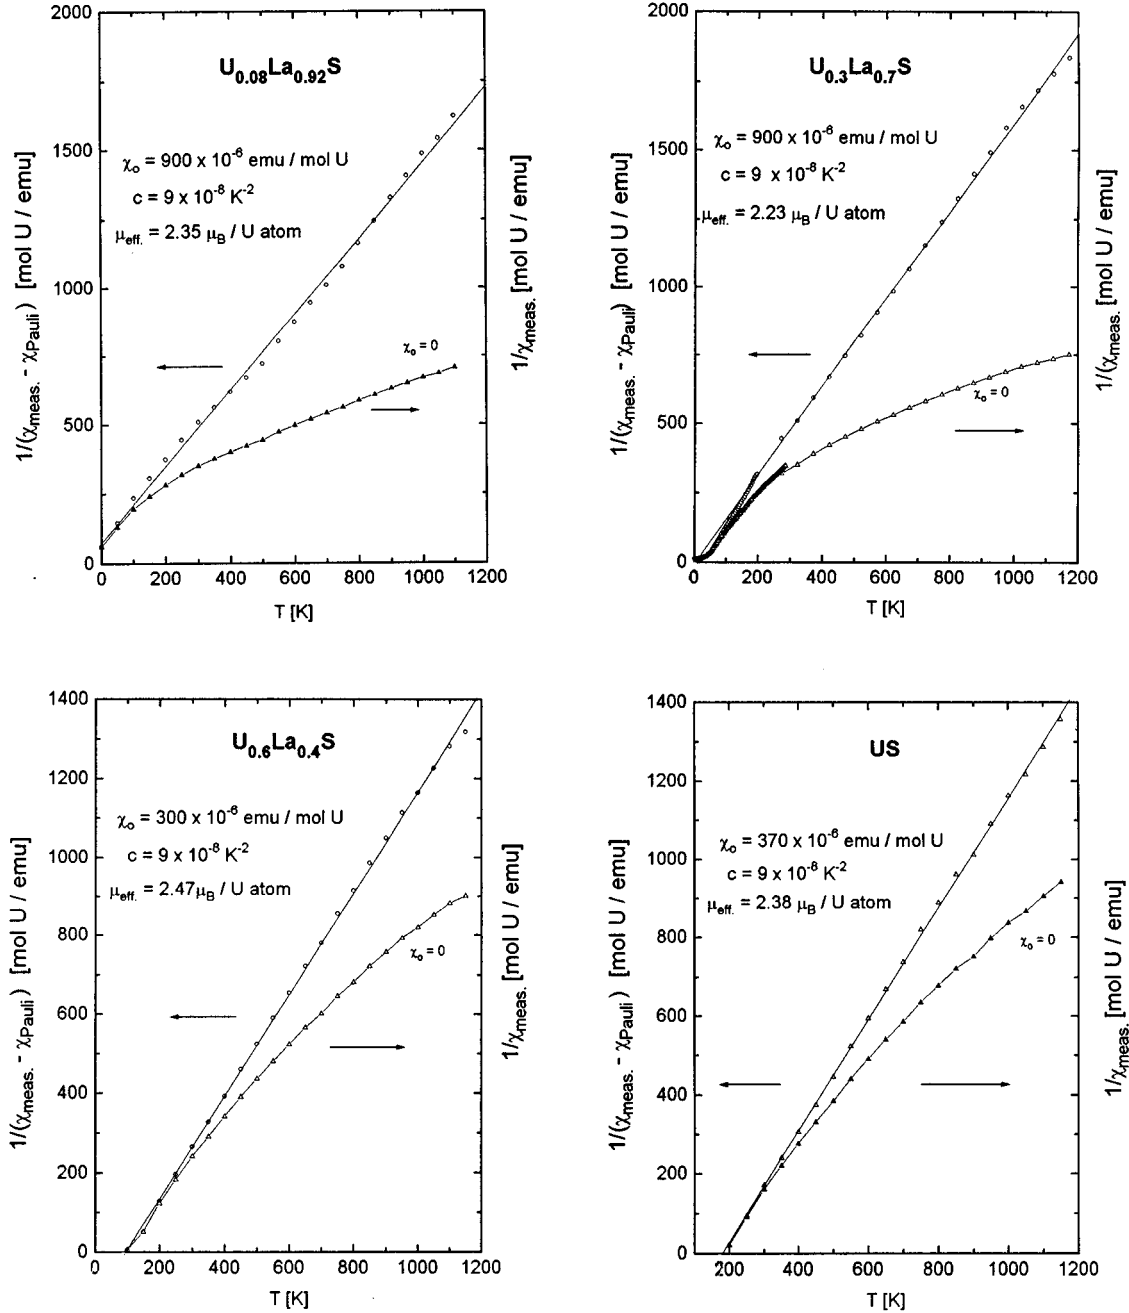 U0.08La0.92S
χo = 900 x 10-6 emu / mol U
c = 9 x 10-8 K-2
μeff. = 2.35 μB / U atom
χo = 0
1/(χmeas. - χPauli) [mol U / emu]
1/χmeas. [mol U / emu]
2000
1500
1000
500
0
0 200 400 600 800 1000 1200
T [K]
U0.3La0.7S
χo = 900 x 10-6 emu / mol U
c = 9 x 10-8 K-2
μeff. = 2.23 μB / U atom
χo = 0
1/(χmeas. - χPauli) [mol U / emu]
1/χmeas. [mol U / emu]
2000
1500
1000
500
0
0 200 400 600 800 1000 1200
T [K]
U0.6La0.4S
χo = 300 x 10-6 emu / mol U
c = 9 x 10-8 K-2
μeff. = 2.47μB / U atom
χo = 0
1/(χmeas. - χPauli) [mol U / emu]
1/χmeas. [mol U / emu]
1400
1200
1000
800
600
400
200
0
0 200 400 600 800 1000 1200
T [K]
US
χo = 370 x 10-6 emu / mol U
c = 9 x 10-8 K-2
μeff. = 2.38 μB / U atom
χo = 0
1/(χmeas. - χPauli) [mol U / emu]
1/χmeas. [mol U / emu]
1400
1200
1000
800
600
400
200
0
200 400 600 800 1000 1200
T [K]